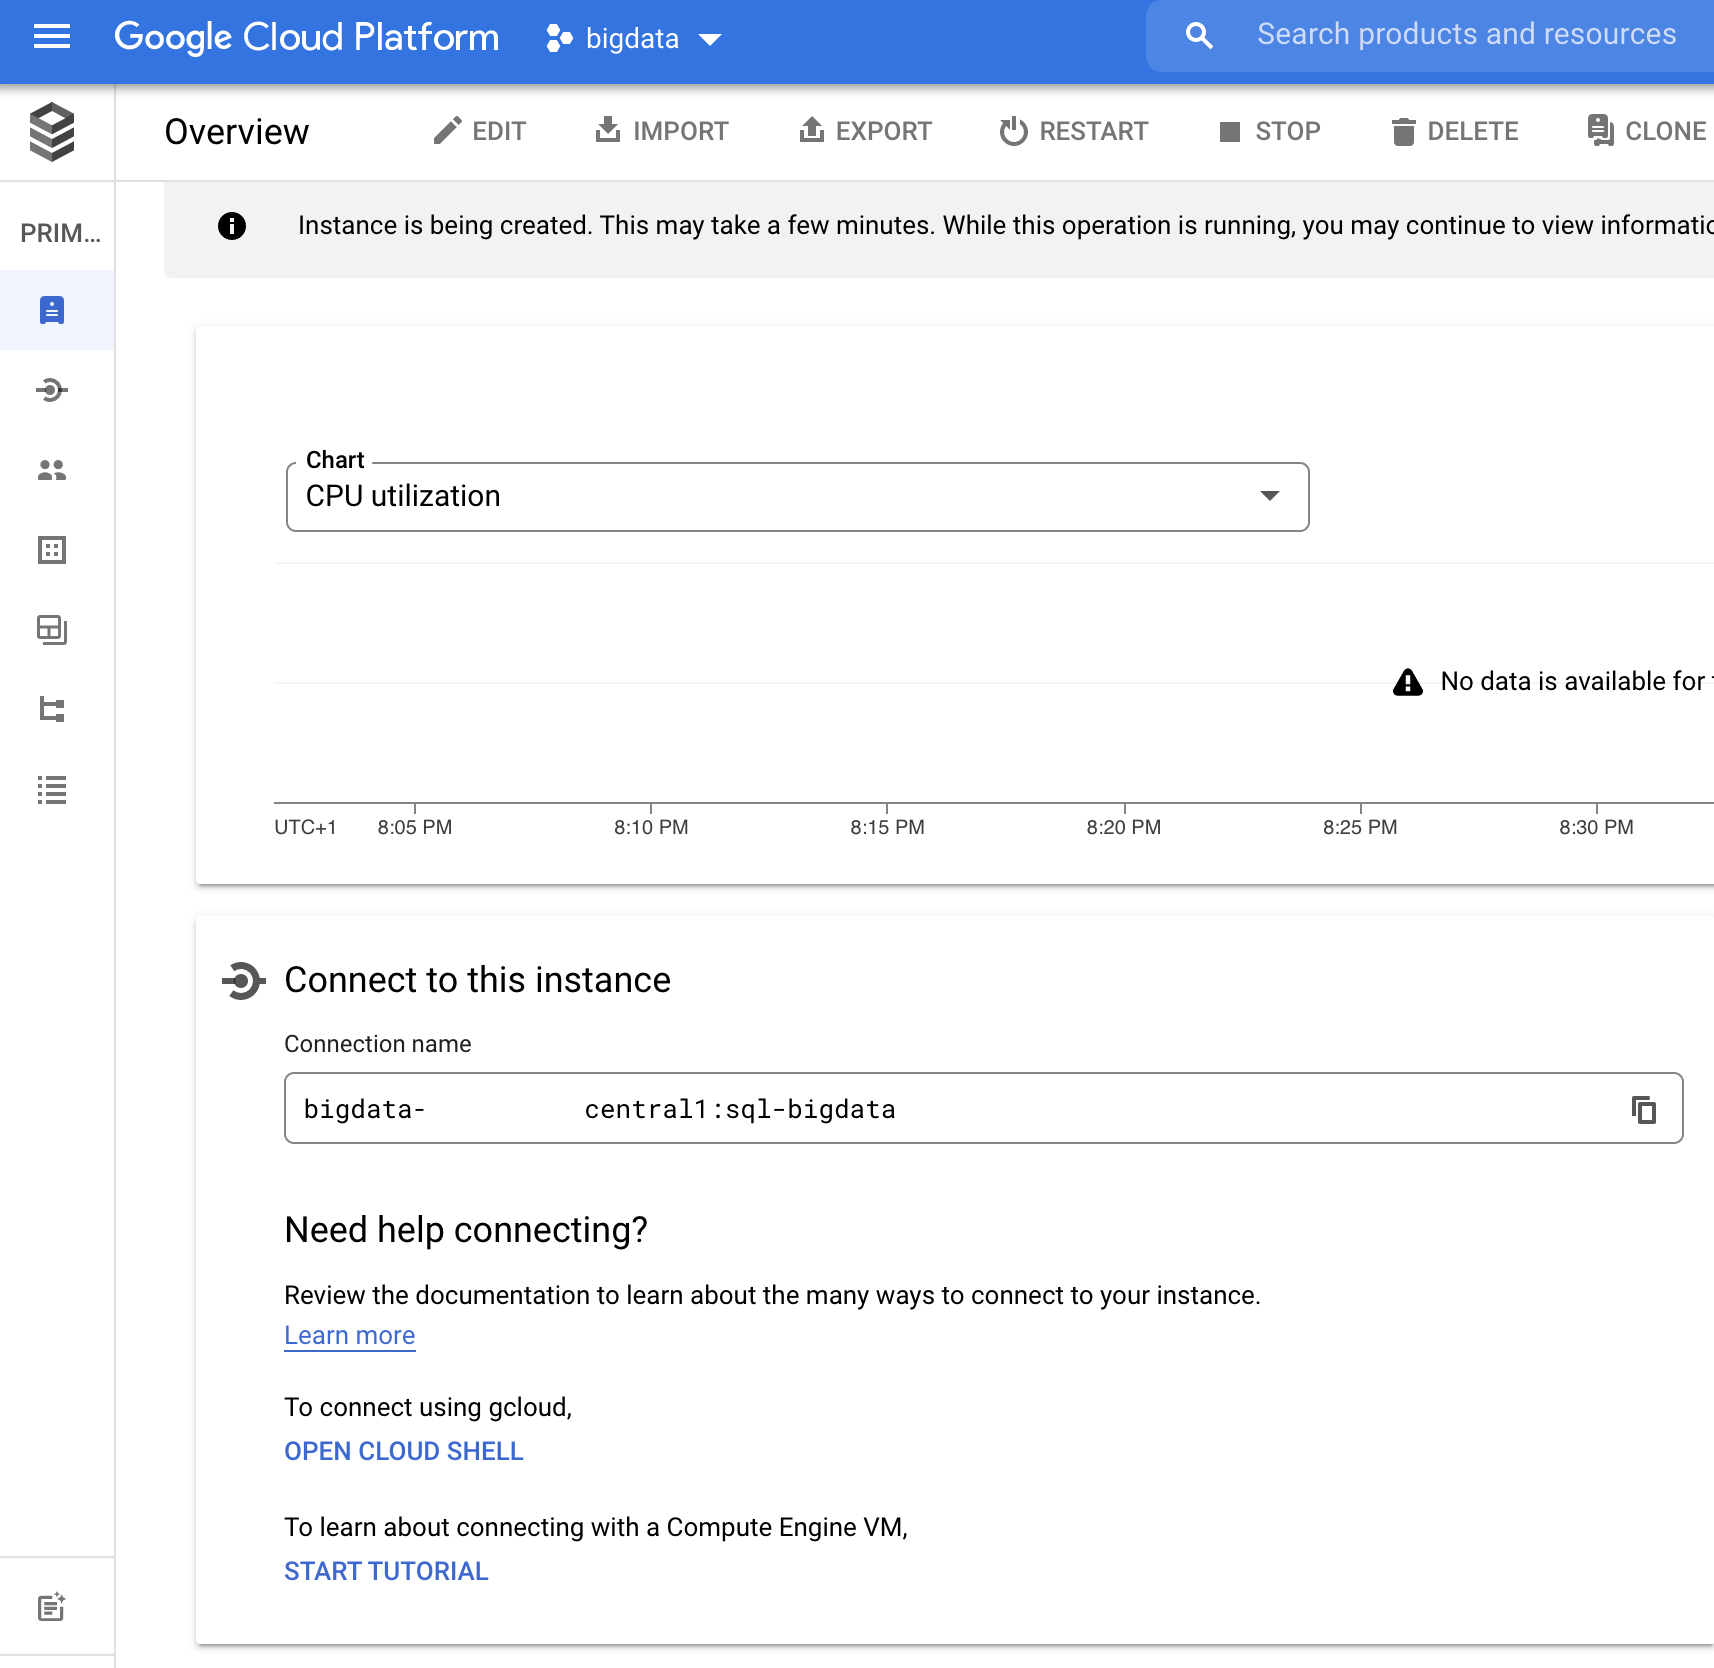 Google Cloud Platform
bigdata
Search products and resources
Overview
EDIT
IMPORT
EXPORT
RESTART
STOP
DELETE
CLONE
PRIM...
Instance is being created. This may take a few minutes. While this operation is running, you may continue to view
Chart
CPU utilization
No data is available for
UTC+1
8:05 PM
8:10 PM
8:15 PM
8:20 PM
8:25 PM
8:30 PM
Connect to this instance
Connection name
bigdata- central1:sql-bigdata
Need help connecting?
Review the documentation to learn about the many ways to connect to your instance.
Learn more
To connect using gcloud,
OPEN CLOUD SHELL
To learn about connecting with a Compute Engine VM,
START TUTORIAL